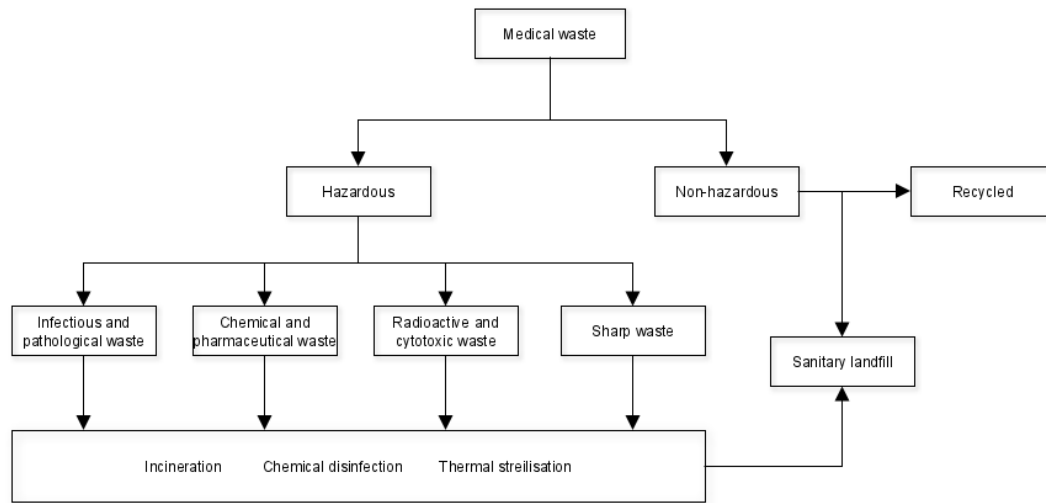 Medical waste
Hazardous
Non-hazardous
Recycled
Infectious and
pathological waste
Chemical and
pharmaceutical waste
Radioactive and
cytotoxic waste
Sharp waste
Sanitary landfill
Incineration Chemical disinfection Thermal streilisation